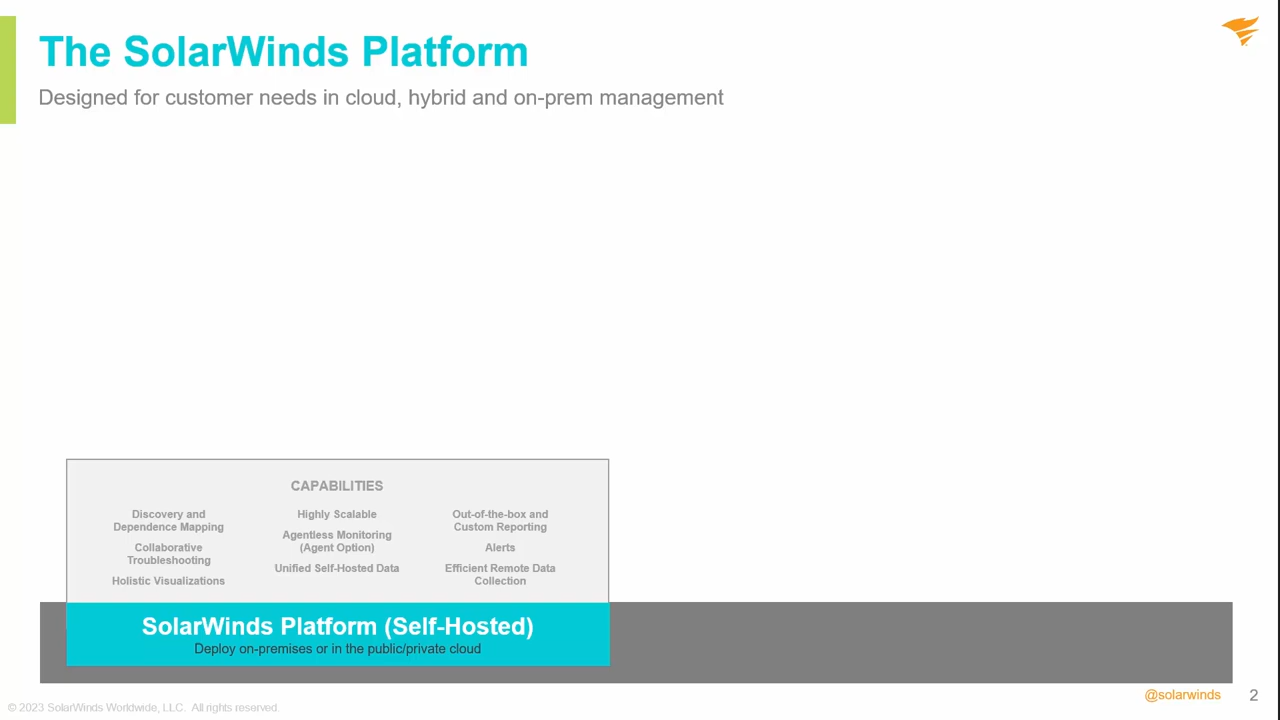 The SolarWinds Platform
Designed for customer needs in cloud, hybrid and on-prem management
CAPABILITIES
Discovery and
Dependence Mapping
Collaborative
Troubleshooting
Holistic Visualizations
Highly Scalable
Agentless Monitoring
(Agent Option)
Unified Self-Hosted Data
Out-of-the-box and
Custom Reporting
Alerts
Efficient Remote Data
Collection
SolarWinds Platform (Self-Hosted)
Deploy on-premises or in the public/private cloud
@solarwinds
2
© 2023 SolarWinds Worldwide, LLC. All rights reserved.